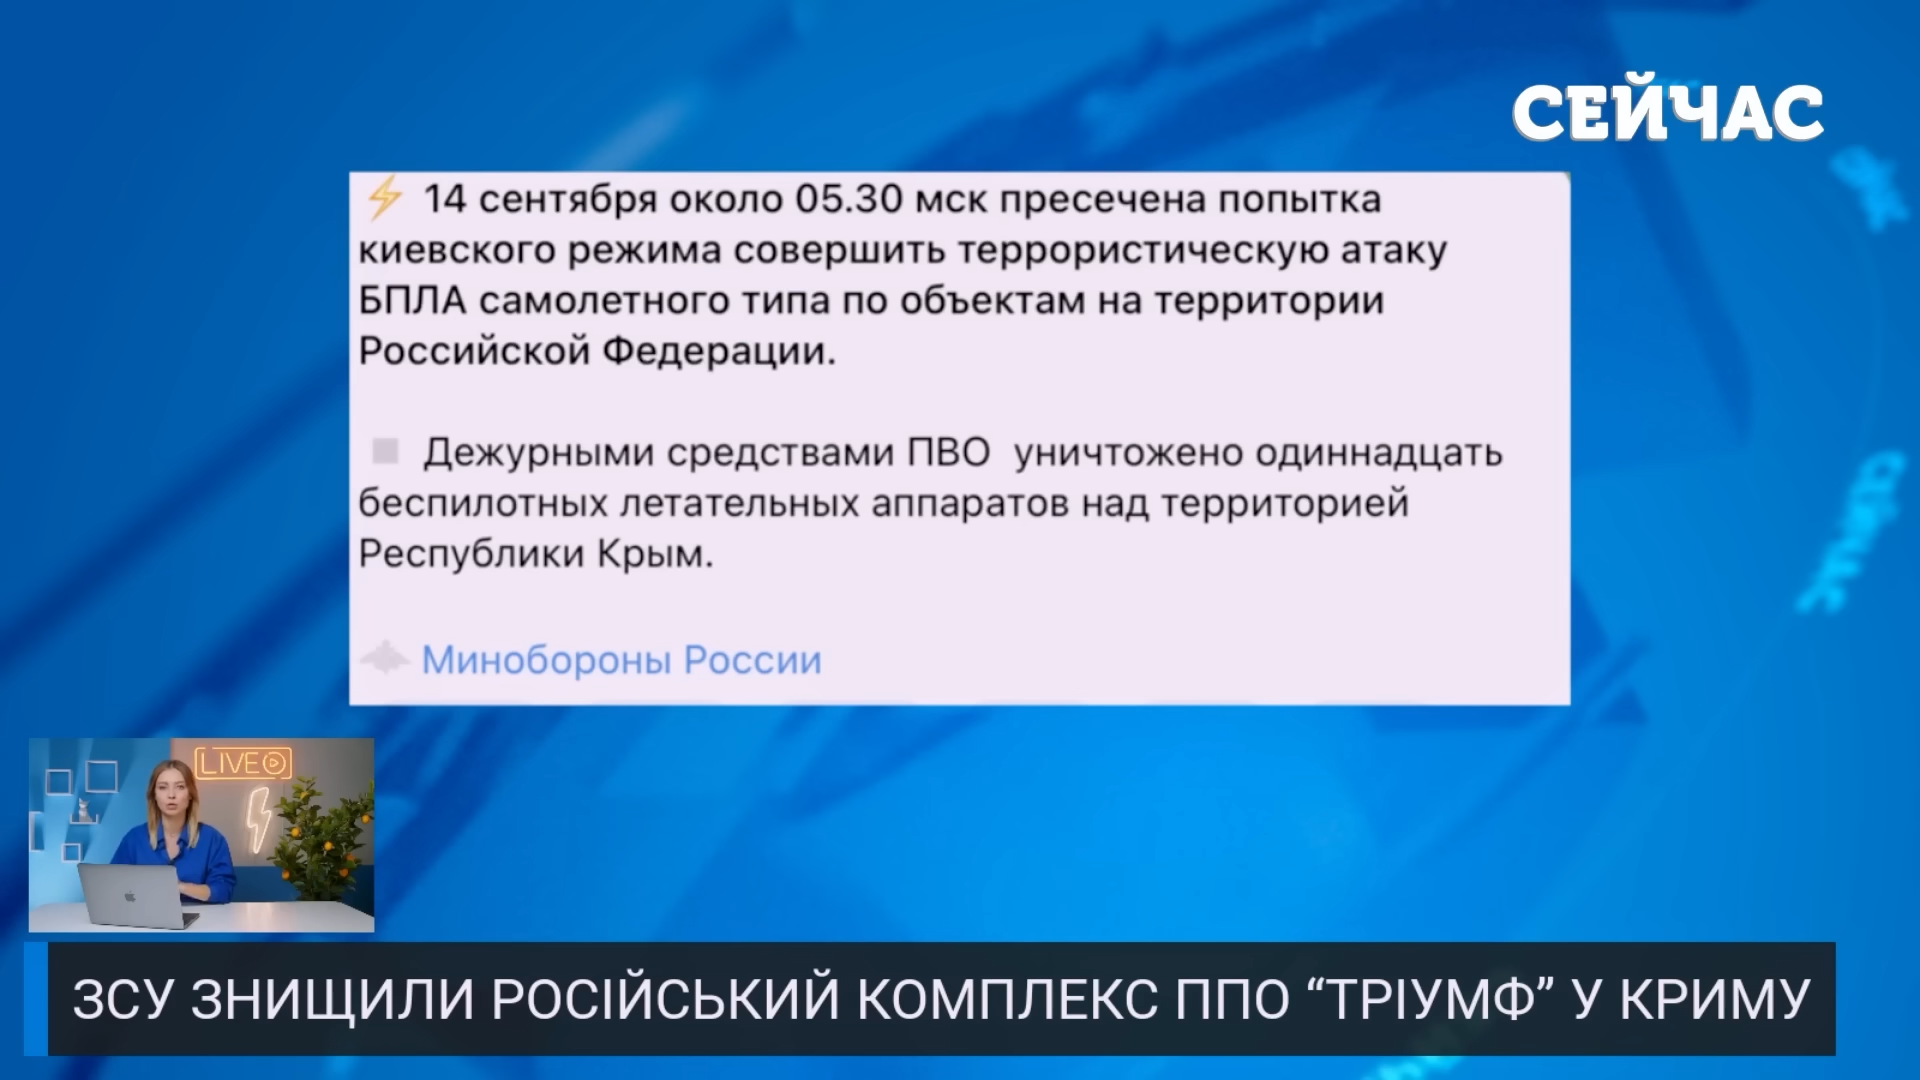 СЕЙЧАС
⚡ 14 сентября около 05.30 мск пресечена попытка
киевского режима совершить террористическую атаку
БПЛА самолетного типа по объектам на территории
Российской Федерации.
Дежурными средствами ПВО уничтожено одиннадцать
беспилотных летательных аппаратов над территорией
Республики Крым.
Минобороны России
LIVE
ЗСУ ЗНИЩИЛИ РОСІЙСЬКИЙ КОМПЛЕКС ППО “ТРІУМФ” У КРИМУ